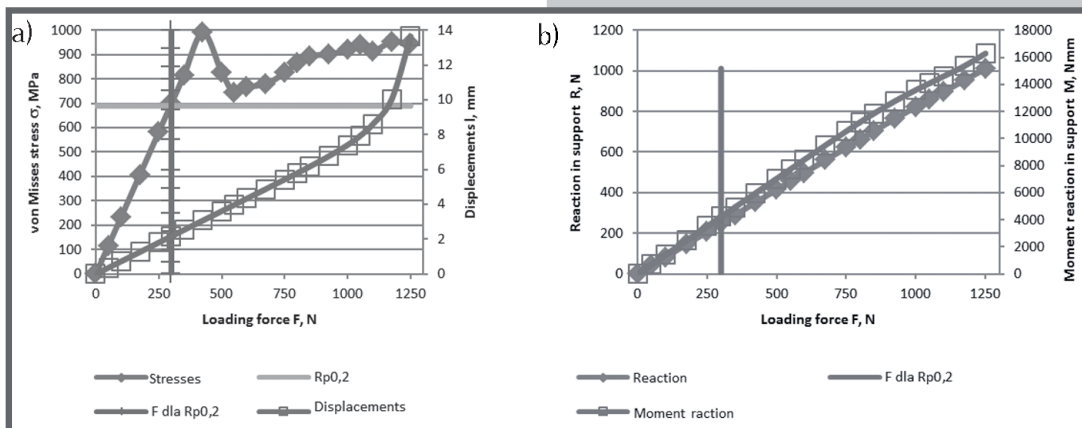 a)
von Misses stress σ, MPa
1000
900
800
700
600
500
400
300
200
100
0
0 250 500 750 1000 1250
Loading force F, N
14
12
10
8
6
4
2
0
Displacements l, mm
Stresses
Rp0,2
F dla Rp0,2
Displacements
b)
Reaction in support R, N
1200
1000
800
600
400
200
0
0 250 500 750 1000 1250
Loading force F, N
18000
16000
14000
12000
10000
8000
6000
4000
2000
0
Moment reaction in support M, Nmm
Reaction
F dla Rp0,2
Moment raction